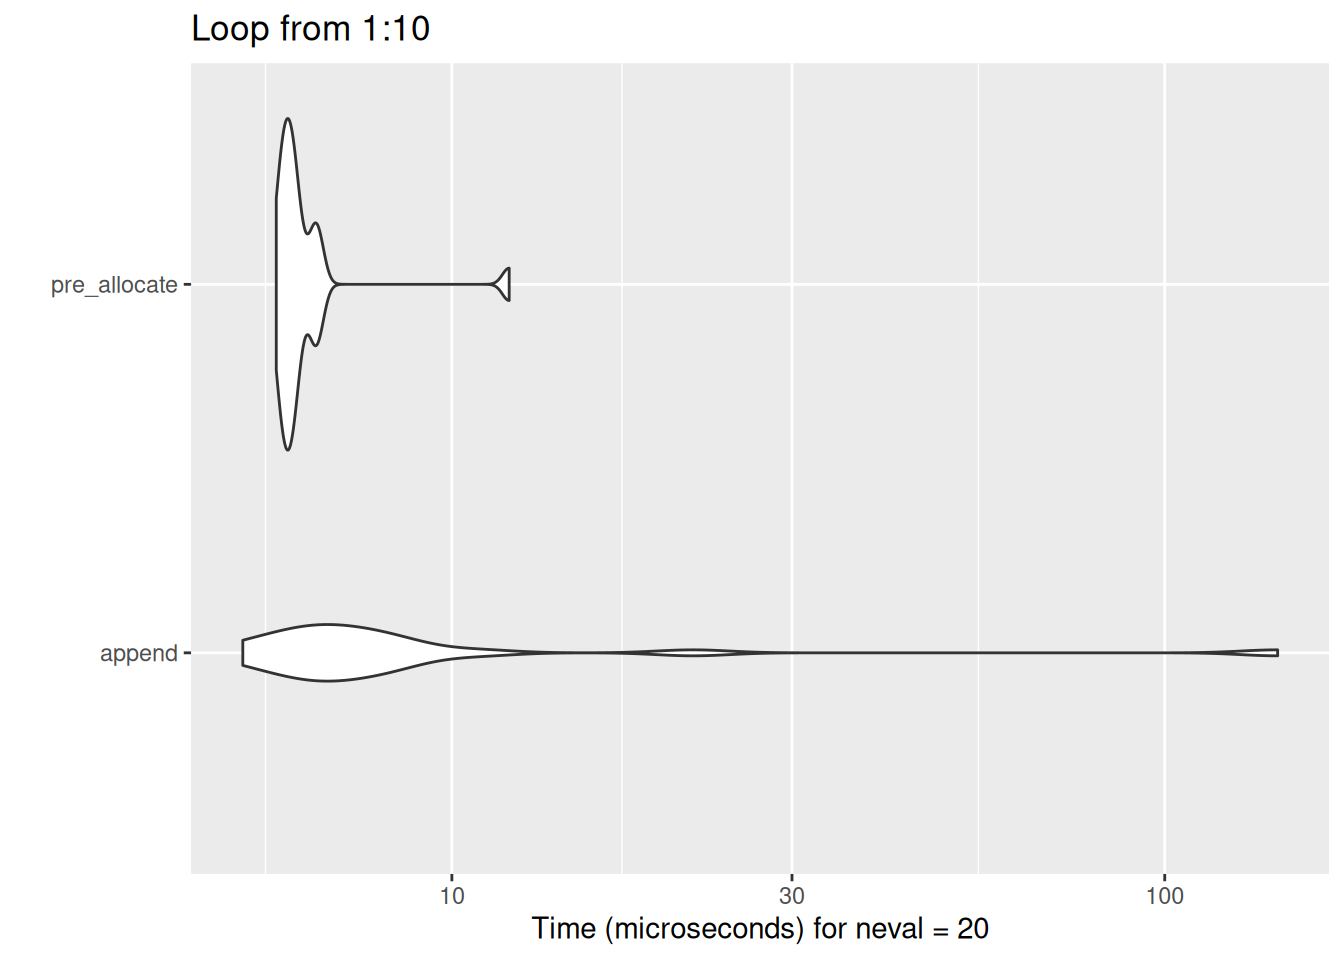 Loop from 1:10
pre_allocate
append
10
30
100
Time (microseconds) for neval = 20